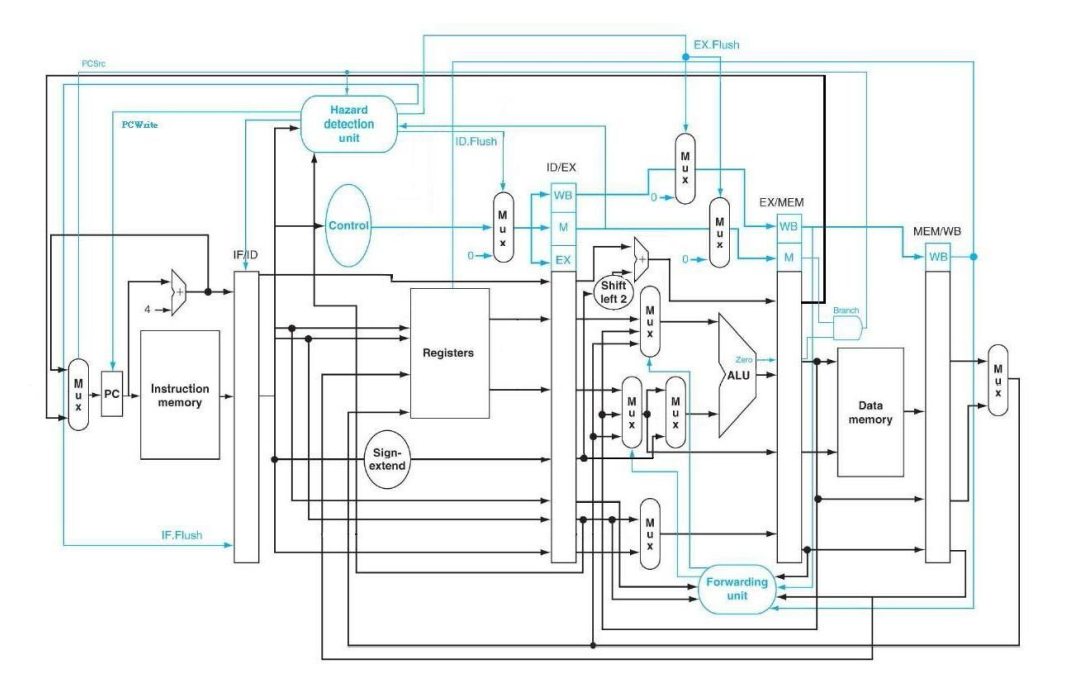 EX.Flush
PCSrc
PCWrite
Hazard
detection
unit
ID.Flush
Mux
ID/EX
WB
0
EX/MEM
Control
Mux
M
Mux
WB
MEM/WB
0
EX
0
M
WB
IF/ID
+
+
Shift
left 2
4
Mux
Branch
Registers
Zero
ALU
Mux
PC
Instruction
memory
Mux
Mux
Data
memory
Mux
Sign-
extend
IF.Flush
Mux
Forwarding
unit